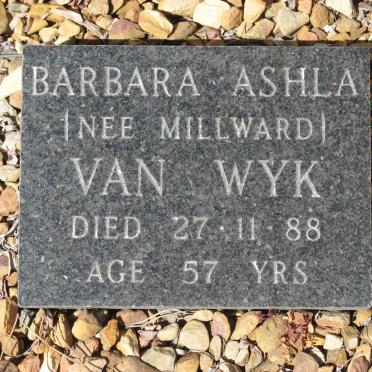 BARBARA ASHLA
(NEE MILLWARD)
VAN WYK
DIED 27·11·88
AGE 57 YRS